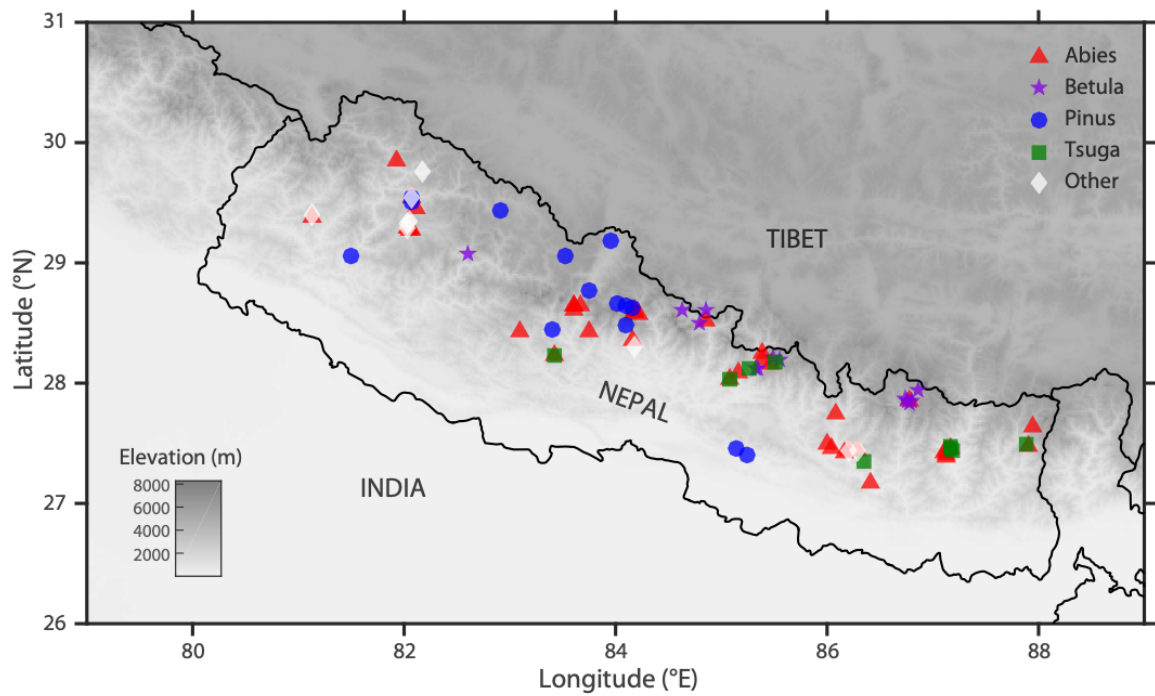 31
30
29
28
27
26
Latitude (°N)
80
82
84
86
88
Longitude (°E)
Abies
Betula
Pinus
Tsuga
Other
TIBET
NEPAL
INDIA
Elevation (m)
8000
6000
4000
2000